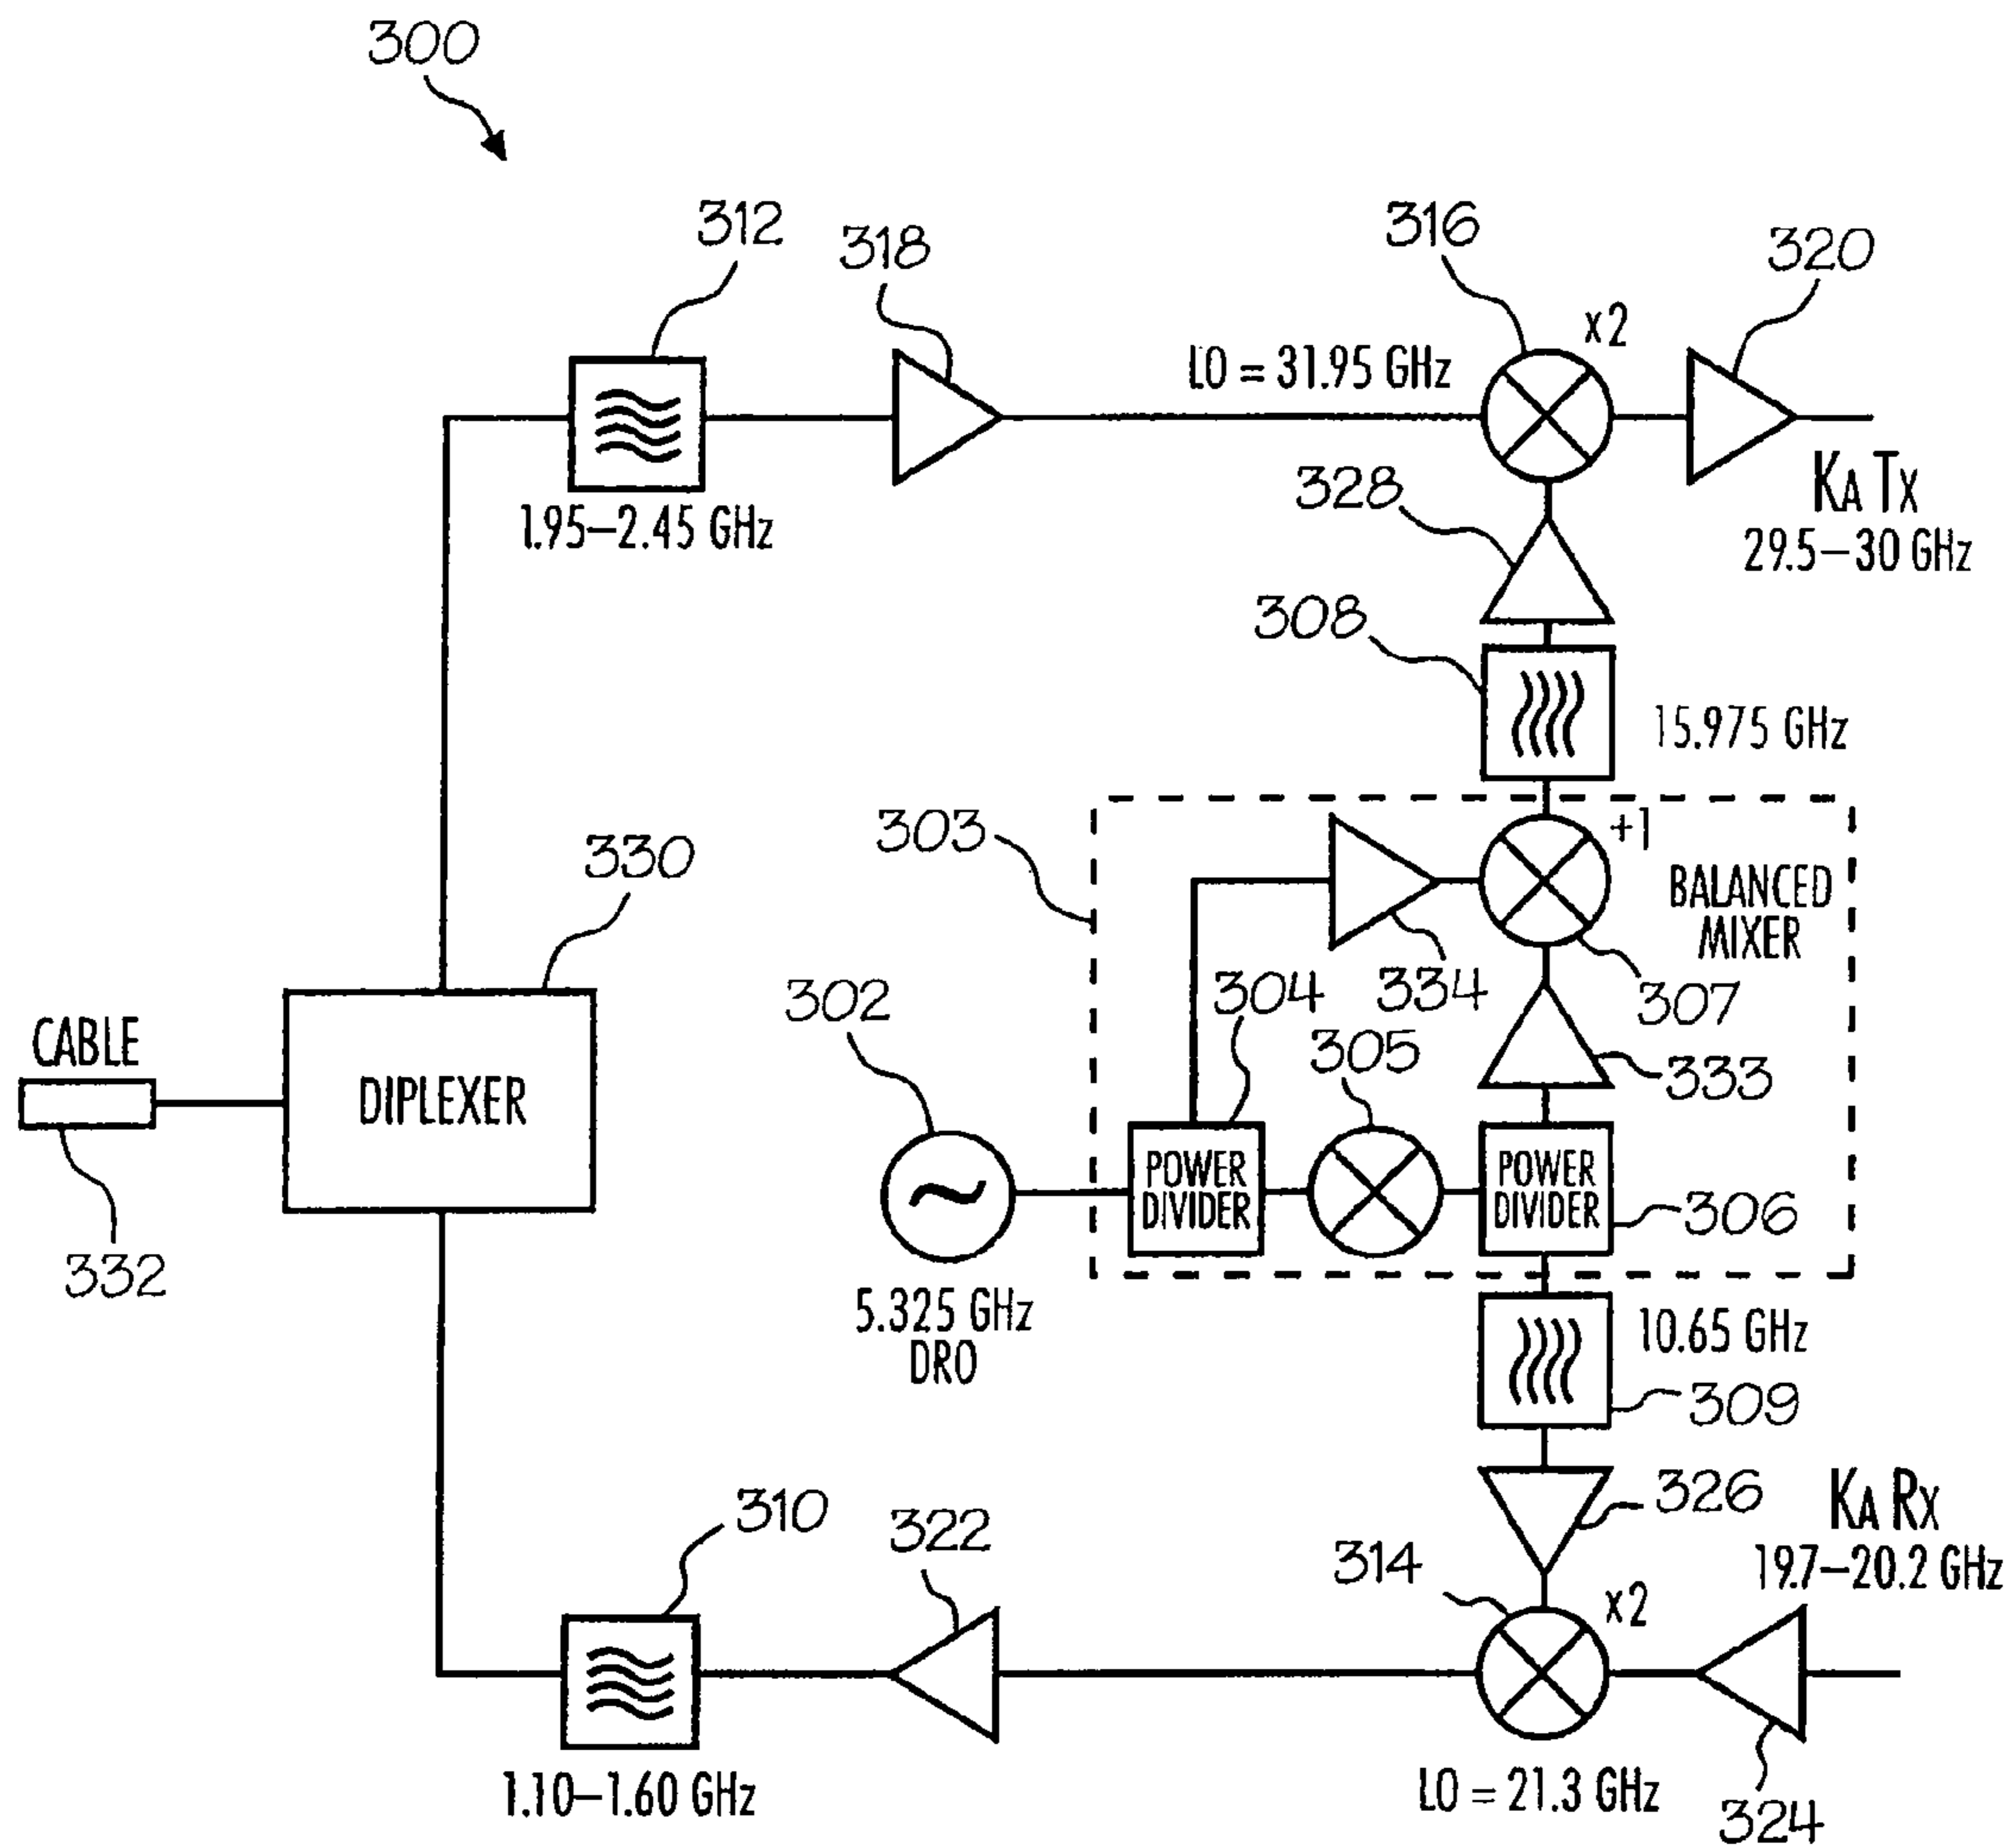 300
312
318
316
320
x2
LO = 31.95 GHz
1.95–2.45 GHz
328
KA TX
29.5–30 GHz
308
15.975 GHz
303
+1
BALANCED
MIXER
330
334
307
304
302
305
333
CABLE
DIPLEXER
POWER
DIVIDER
POWER
DIVIDER
306
332
5.325 GHz
DRO
10.65 GHz
309
326
KA RX
19.7–20.2 GHz
310
322
314
x2
1.10–1.60 GHz
LO = 21.3 GHz
324